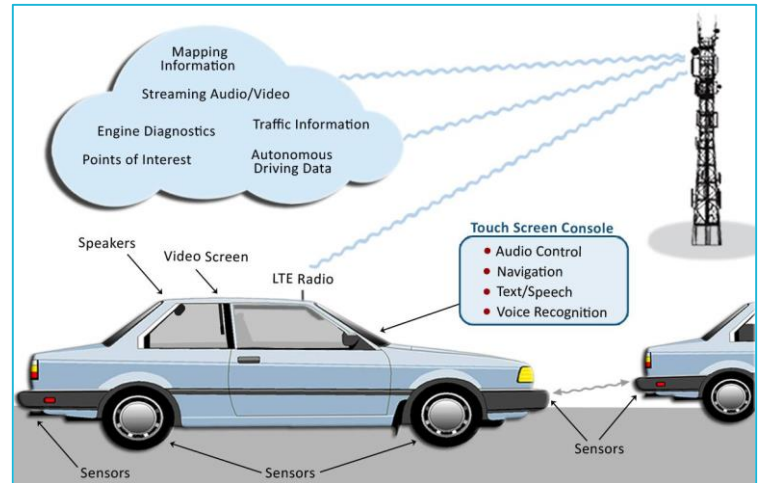 Mapping
Information
Streaming Audio/Video
Engine Diagnostics
Traffic Information
Points of Interest
Autonomous
Driving Data
Touch Screen Console
Audio Control
Navigation
Text/Speech
Voice Recognition
Speakers
Video Screen
LTE Radio
Sensors
Sensors
Sensors